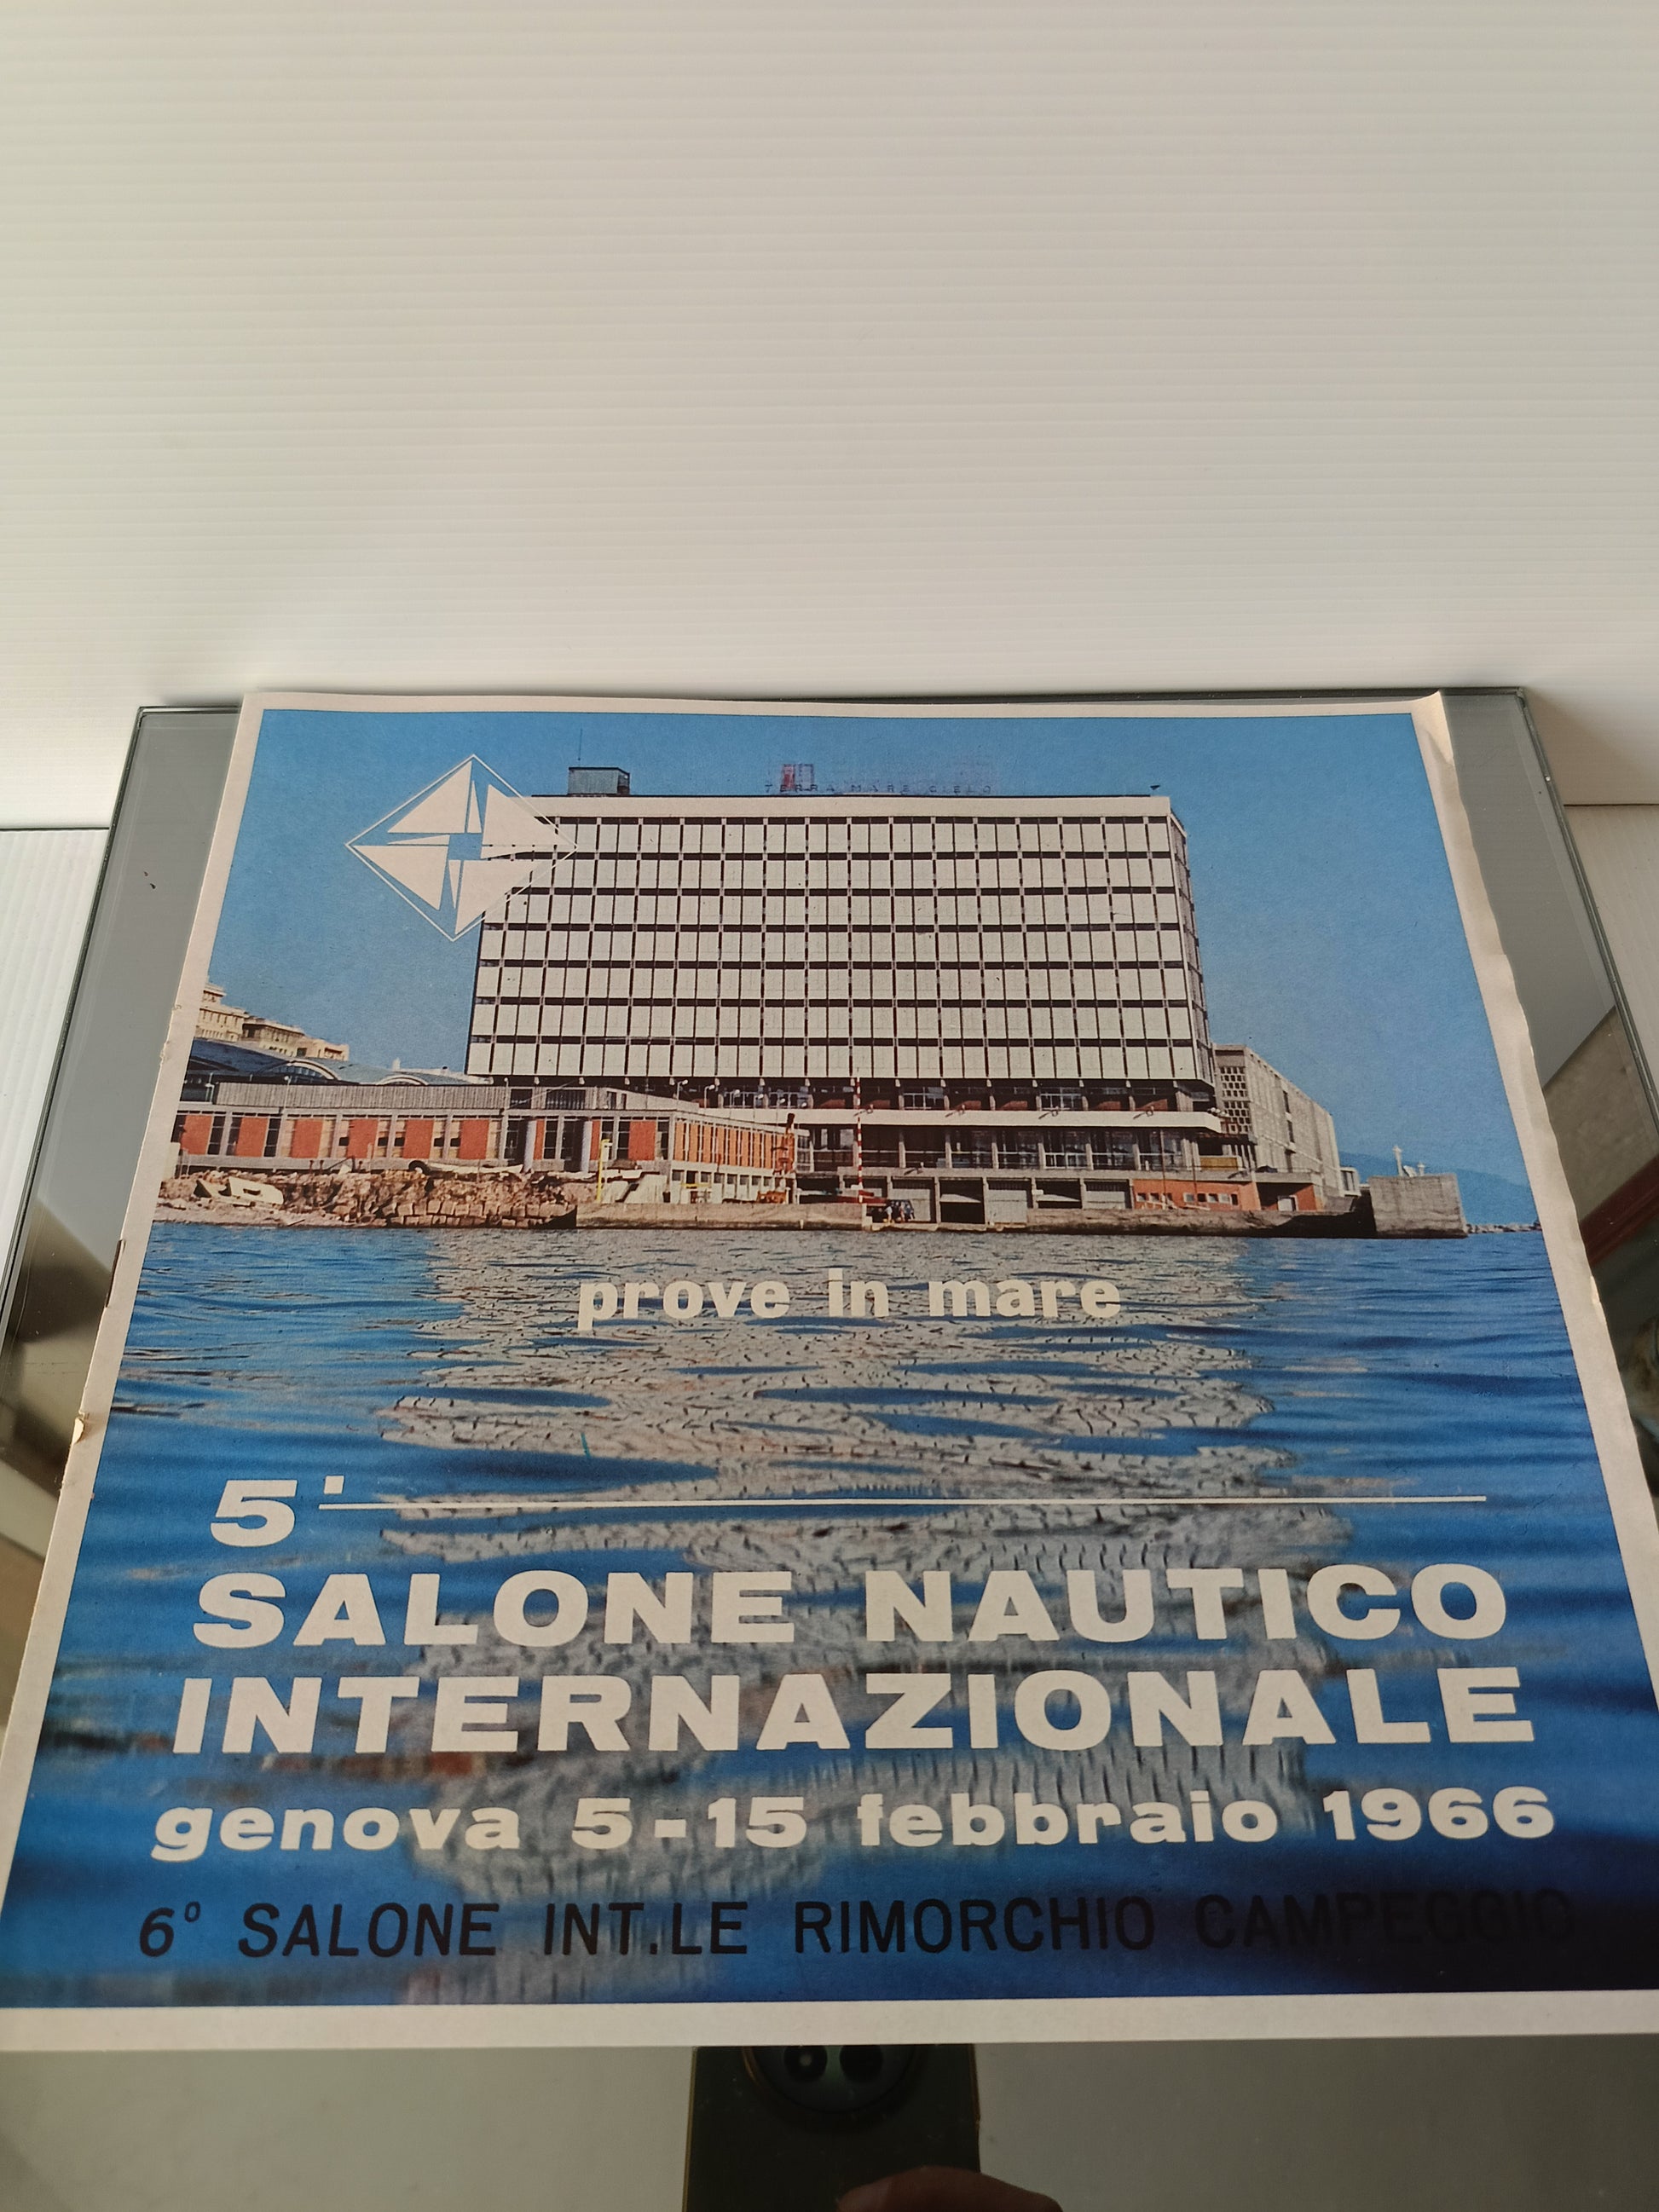 TERRA MARE CIELO
prove in mare
5°
SALONE NAUTICO
INTERNAZIONALE
genova 5-15 febbraio 1966
6° SALONE INT.LE RIMORCHIO CAMPEGGIO